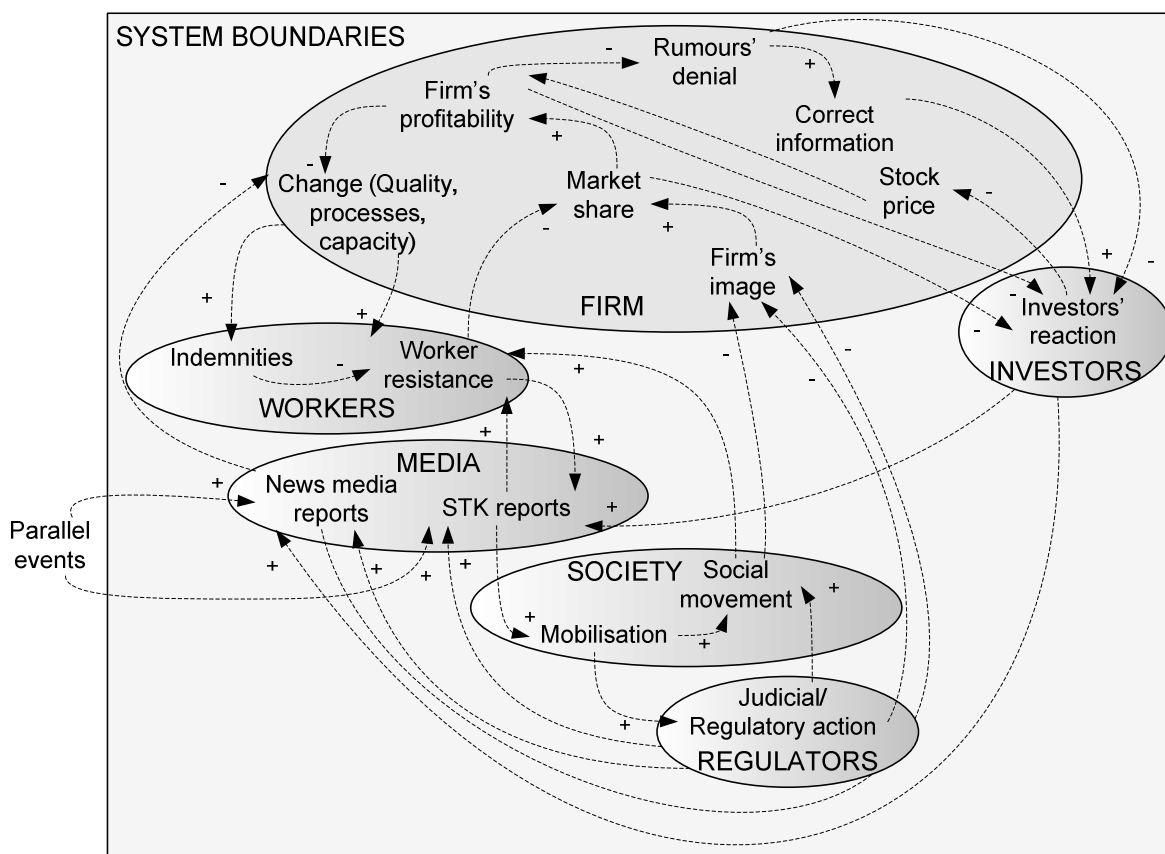 SYSTEM BOUNDARIES
-
Rumours'
denial
+
-
Firm's
profitability
+
Correct
information
-
Change (Quality,
processes,
capacity)
-
Market
share
-
+
Stock
price
-
Firm's
image
FIRM
+
-
-
-
Investors'
reaction
INVESTORS
+
+
Indemnities
-
Worker
resistance
WORKERS
-
-
-
+
+
+
MEDIA
News media
reports
STK reports
+
+
Parallel
events
+
+
+
+
SOCIETY
Social
movement
+
+
Mobilisation
+
+
Judicial/
Regulatory action
REGULATORS